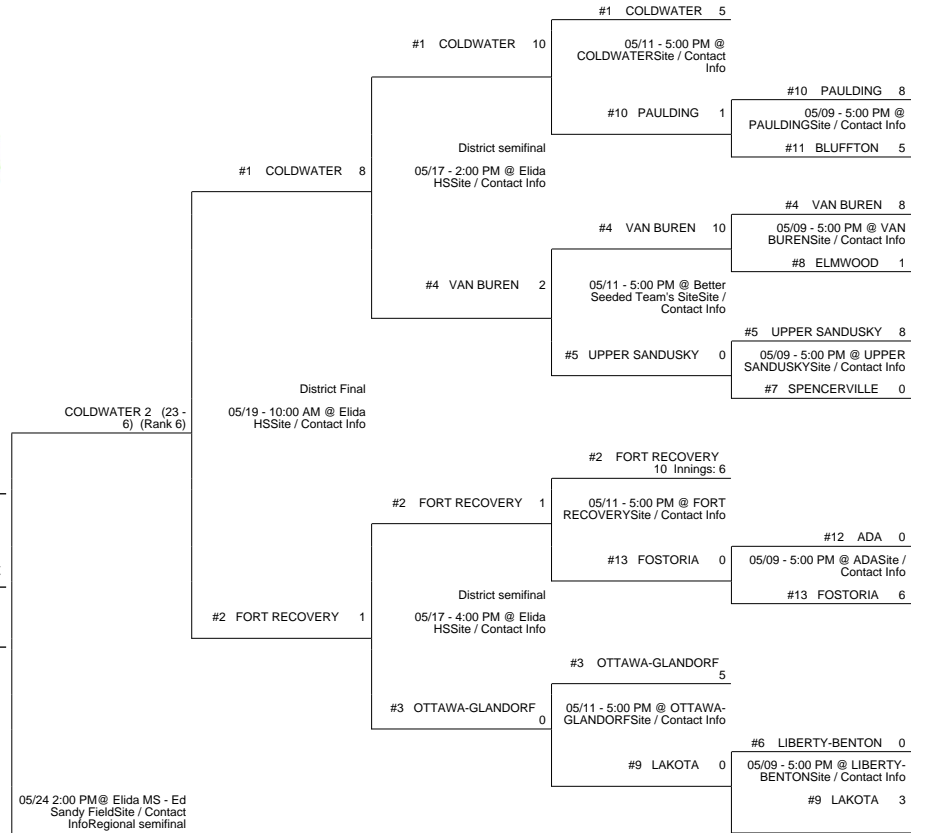 #1 COLDWATER 5
#1 COLDWATER 10
05/11 - 5:00 PM @
COLDWATERSite / Contact
Info
#10 PAULDING 8
#10 PAULDING 1
05/09 - 5:00 PM @
PAULDINGSite / Contact Info
District semifinal
#11 BLUFFTON 5
#1 COLDWATER 8
05/17 - 2:00 PM @ Elida
HSSite / Contact Info
#4 VAN BUREN 8
#4 VAN BUREN 10
05/09 - 5:00 PM @ VAN
BURENSite / Contact Info
#8 ELMWOOD 1
#4 VAN BUREN 2
05/11 - 5:00 PM @ Better
Seeded Team's SiteSite /
Contact Info
#5 UPPER SANDUSKY 8
#5 UPPER SANDUSKY 0
05/09 - 5:00 PM @ UPPER
SANDUSKYSite / Contact Info
#7 SPENCERVILLE 0
District Final
COLDWATER 2 (23 -
6) (Rank 6)
05/19 - 10:00 AM @ Elida
HSSite / Contact Info
#2 FORT RECOVERY
10 Innings: 6
#2 FORT RECOVERY 1
05/11 - 5:00 PM @ FORT
RECOVERYSite / Contact Info
#12 ADA 0
#13 FOSTORIA 0
05/09 - 5:00 PM @ ADASite /
Contact Info
District semifinal
#13 FOSTORIA 6
#2 FORT RECOVERY 1
05/17 - 4:00 PM @ Elida
HSSite / Contact Info
#3 OTTAWA-GLANDORF
5
#3 OTTAWA-GLANDORF
0
05/11 - 5:00 PM @ OTTAWA-
GLANDORFSite / Contact Info
#6 LIBERTY-BENTON 0
#9 LAKOTA 0
05/09 - 5:00 PM @ LIBERTY-
BENTONSite / Contact Info
#9 LAKOTA 3
05/24 2:00 PM@ Elida MS - Ed
Sandy FieldSite / Contact
InfoRegional semifinal